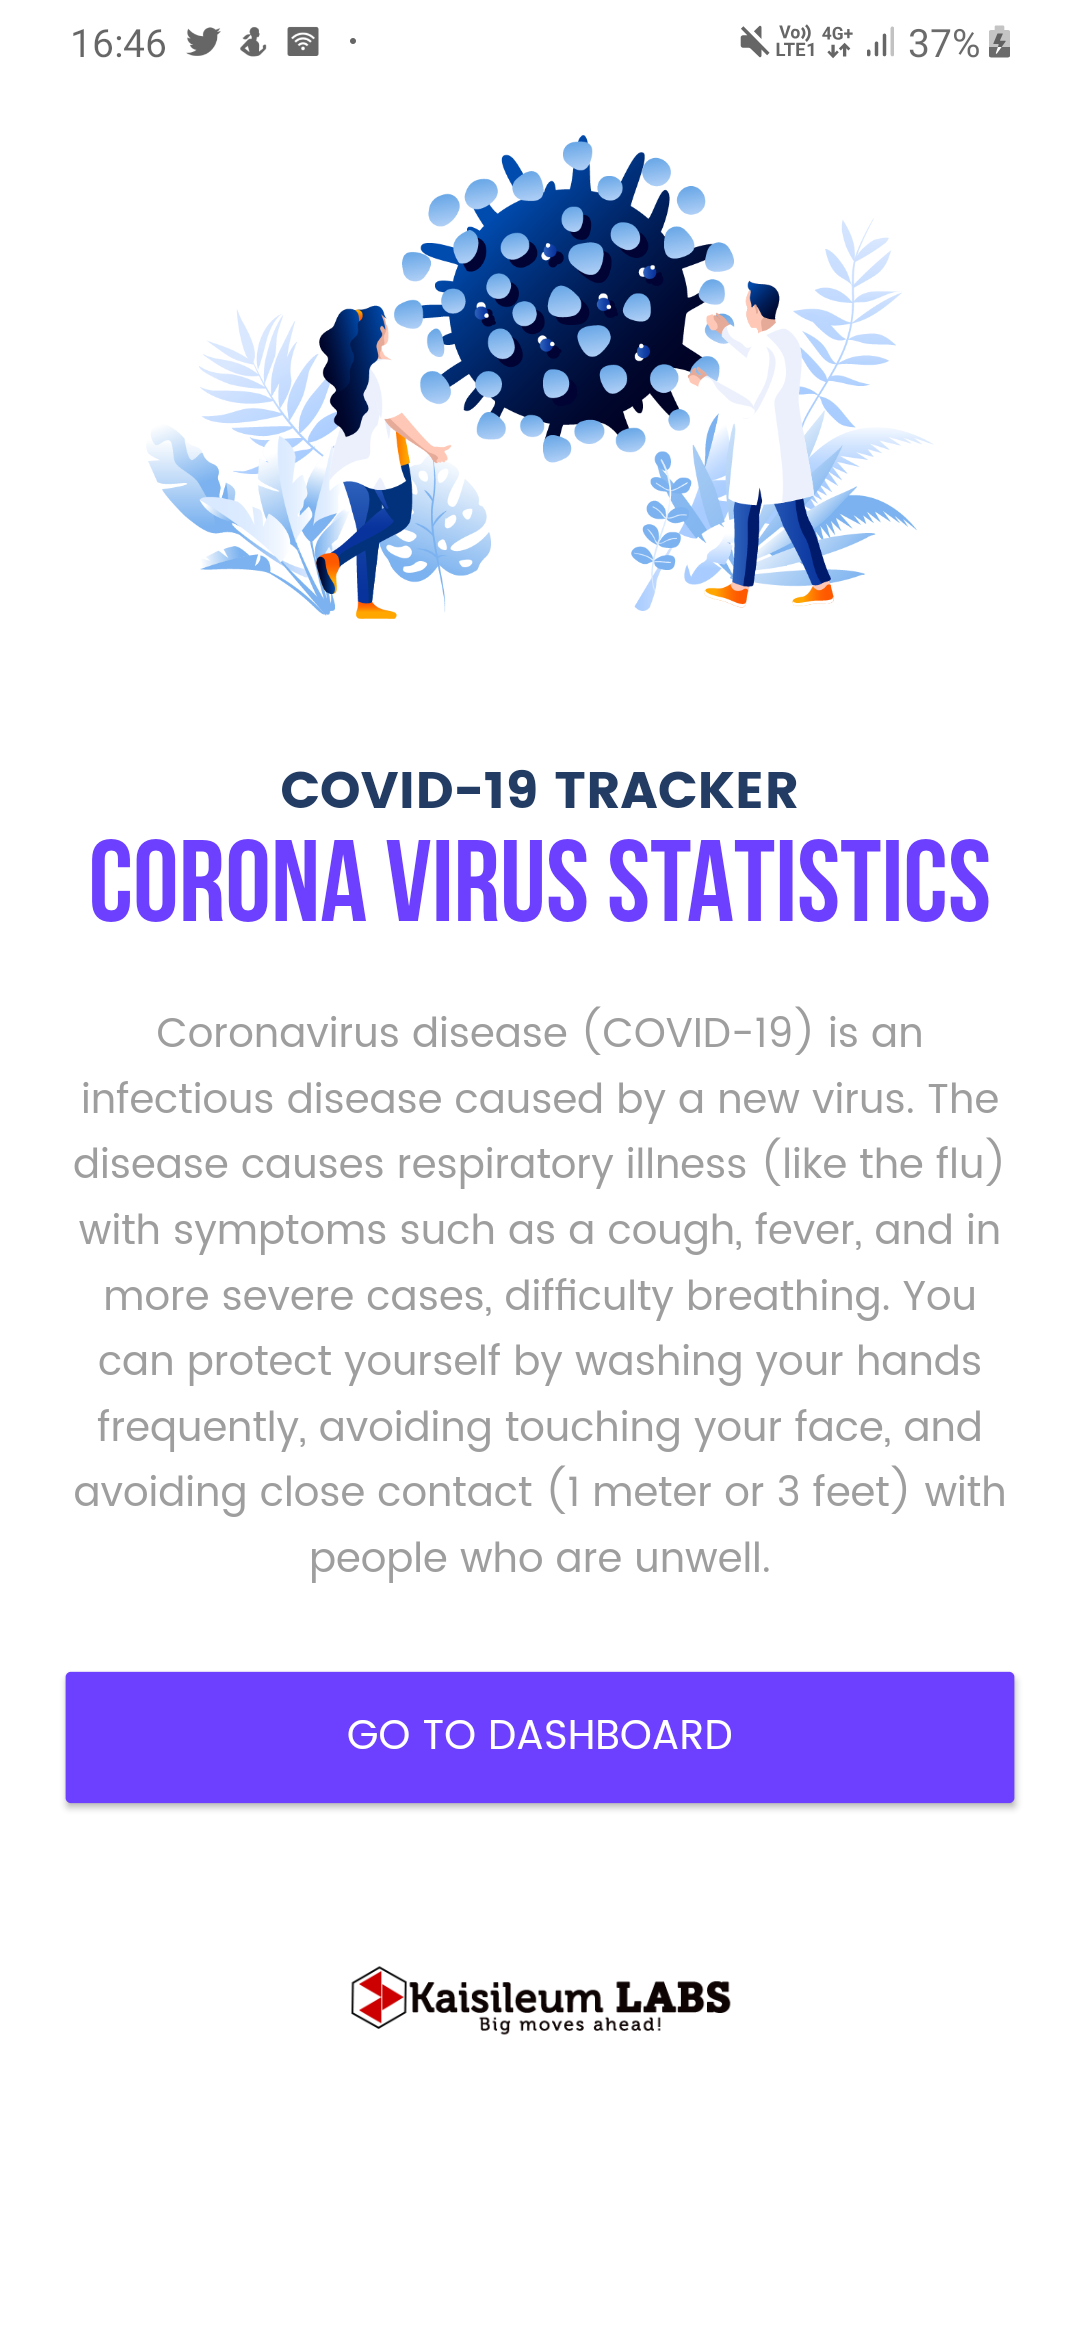 16:46
Vo)) LTE1 4G+ 37%
COVID-19 TRACKER
CORONA VIRUS STATISTICS
Coronavirus disease (COVID-19) is an
infectious disease caused by a new virus. The
disease causes respiratory illness (like the flu)
with symptoms such as a cough, fever, and in
more severe cases, difficulty breathing. You
can protect yourself by washing your hands
frequently, avoiding touching your face, and
avoiding close contact (1 meter or 3 feet) with
people who are unwell.
GO TO DASHBOARD
Kaisileum LABS
Big moves ahead!